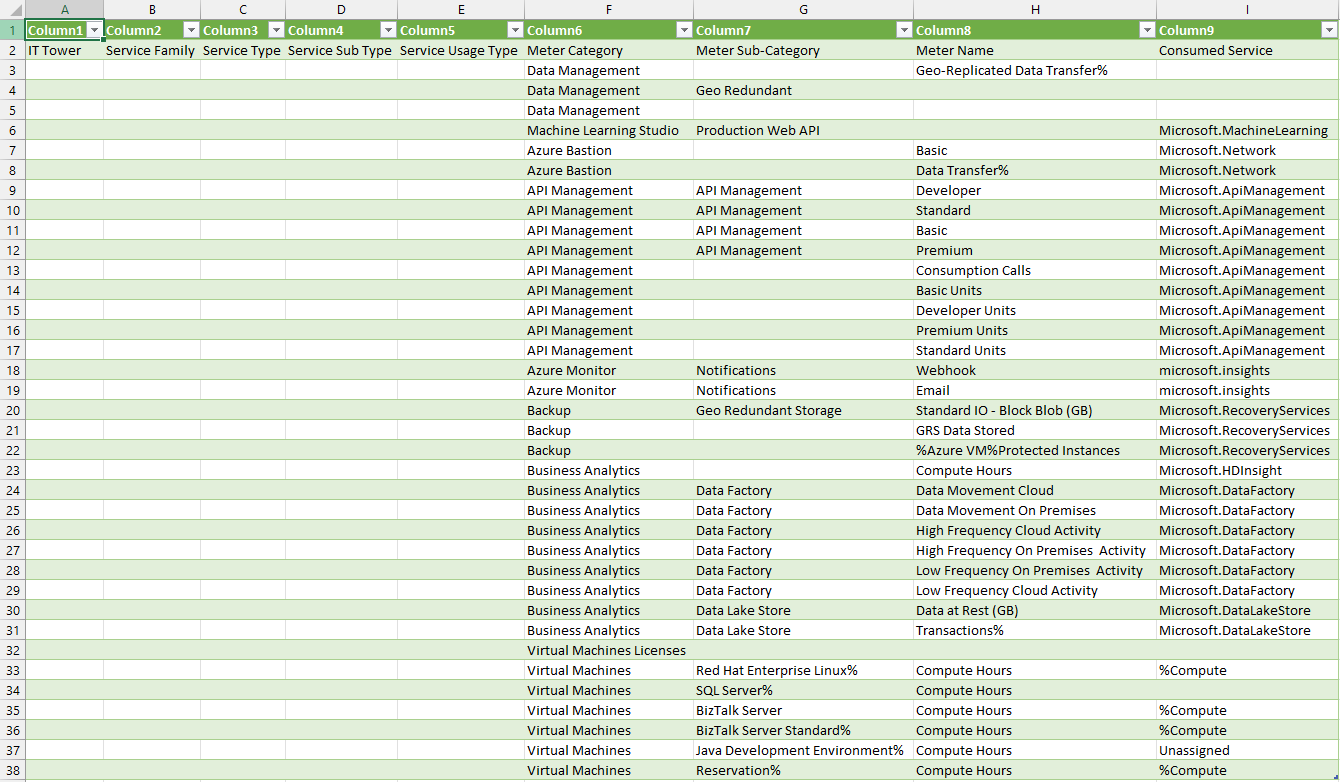 A B C D E F G H I
1 Column1 Column2 Column3 Column4 Column5 Column6 Column7 Column8 Column9
2 IT Tower Service Family Service Type Service Sub Type Service Usage Type Meter Category Meter Sub-Category Meter Name Consumed Service
3 Data Management Geo-Replicated Data Transfer%
4 Data Management Geo Redundant
5 Data Management
6 Machine Learning Studio Production Web API Microsoft.MachineLearning
7 Azure Bastion Basic Microsoft.Network
8 Azure Bastion Data Transfer% Microsoft.Network
9 API Management API Management Developer Microsoft.ApiManagement
10 API Management API Management Standard Microsoft.ApiManagement
11 API Management API Management Basic Microsoft.ApiManagement
12 API Management API Management Premium Microsoft.ApiManagement
13 API Management Consumption Calls Microsoft.ApiManagement
14 API Management Basic Units Microsoft.ApiManagement
15 API Management Developer Units Microsoft.ApiManagement
16 API Management Premium Units Microsoft.ApiManagement
17 API Management Standard Units Microsoft.ApiManagement
18 Azure Monitor Notifications Webhook microsoft.insights
19 Azure Monitor Notifications Email microsoft.insights
20 Backup Geo Redundant Storage Standard IO - Block Blob (GB) Microsoft.RecoveryServices
21 Backup GRS Data Stored Microsoft.RecoveryServices
22 Backup %Azure VM%Protected Instances Microsoft.RecoveryServices
23 Business Analytics Compute Hours Microsoft.HDInsight
24 Business Analytics Data Factory Data Movement Cloud Microsoft.DataFactory
25 Business Analytics Data Factory Data Movement On Premises Microsoft.DataFactory
26 Business Analytics Data Factory High Frequency Cloud Activity Microsoft.DataFactory
27 Business Analytics Data Factory High Frequency On Premises Activity Microsoft.DataFactory
28 Business Analytics Data Factory Low Frequency On Premises Activity Microsoft.DataFactory
29 Business Analytics Data Factory Low Frequency Cloud Activity Microsoft.DataFactory
30 Business Analytics Data Lake Store Data at Rest (GB) Microsoft.DataLakeStore
31 Business Analytics Data Lake Store Transactions% Microsoft.DataLakeStore
32 Virtual Machines Licenses
33 Virtual Machines Red Hat Enterprise Linux% Compute Hours %Compute
34 Virtual Machines SQL Server% Compute Hours
35 Virtual Machines BizTalk Server Compute Hours %Compute
36 Virtual Machines BizTalk Server Standard% Compute Hours %Compute
37 Virtual Machines Java Development Environment% Compute Hours Unassigned
38 Virtual Machines Reservation% Compute Hours %Compute